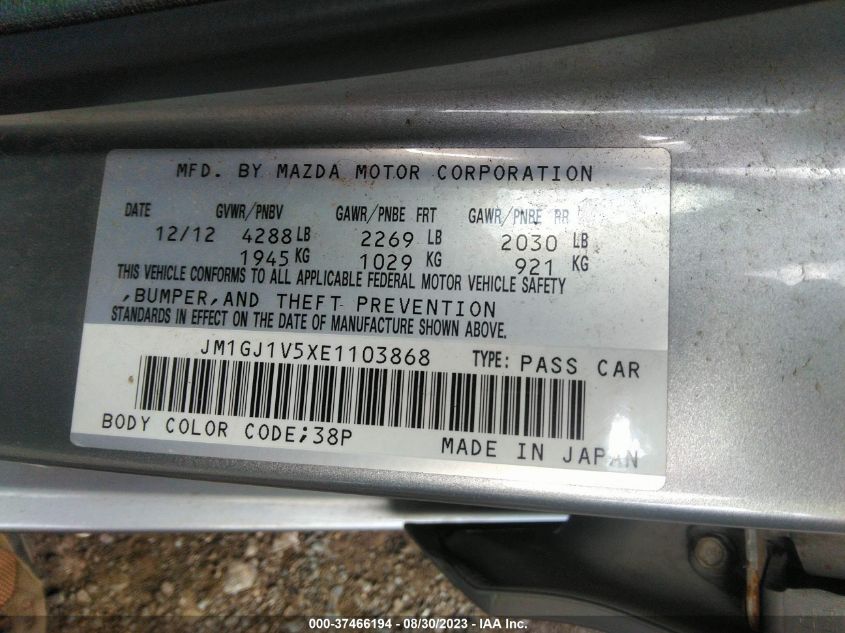 MFD. BY MAZDA MOTOR CORPORATION
DATE GVWR/PNBV GAWR/PNBE FRT GAWR/PNBE RR
12/12 4288 LB 2269 LB 2030 LB
1945 KG 1029 KG 921 KG
THIS VEHICLE CONFORMS TO ALL APPLICABLE FEDERAL MOTOR VEHICLE SAFETY
,BUMPER,AND THEFT PREVENTION
STANDARDS IN EFFECT ON THE DATE OF MANUFACTURE SHOWN ABOVE.
JM1GJ1V5XE1103868 TYPE: PASS CAR
BODY COLOR CODE;38P MADE IN JAPAN
000-37466194 - 08/30/2023 - IAA Inc.